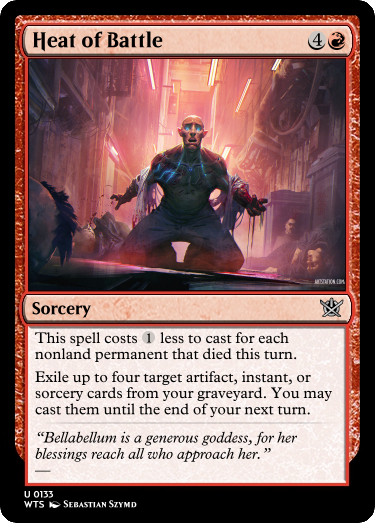 Heat of Battle 4
ARTSTATION.COM
Sorcery
This spell costs 1 less to cast for each
nonland permanent that died this turn.
Exile up to four target artifact, instant, or
sorcery cards from your graveyard. You may
cast them until the end of your next turn.
“Bellabellum is a generous goddess, for her
blessings reach all who approach her.”
—
U 0133
WTS Sebastian Szymd